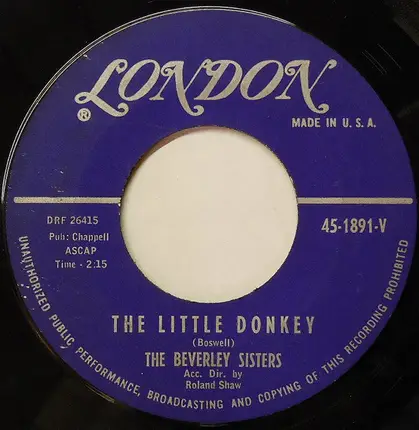 LONDON
®
MADE IN U. S. A.
DRF 26415
Pub: Chappell
ASCAP
Time - 2:15
45-1891-V
THE LITTLE DONKEY
(Boswell)
THE BEVERLEY SISTERS
Acc. Dir. by
Roland Shaw
UNAUTHORIZED PUBLIC PERFORMANCE, BROADCASTING AND COPYING OF THIS RECORDING PROHIBITED